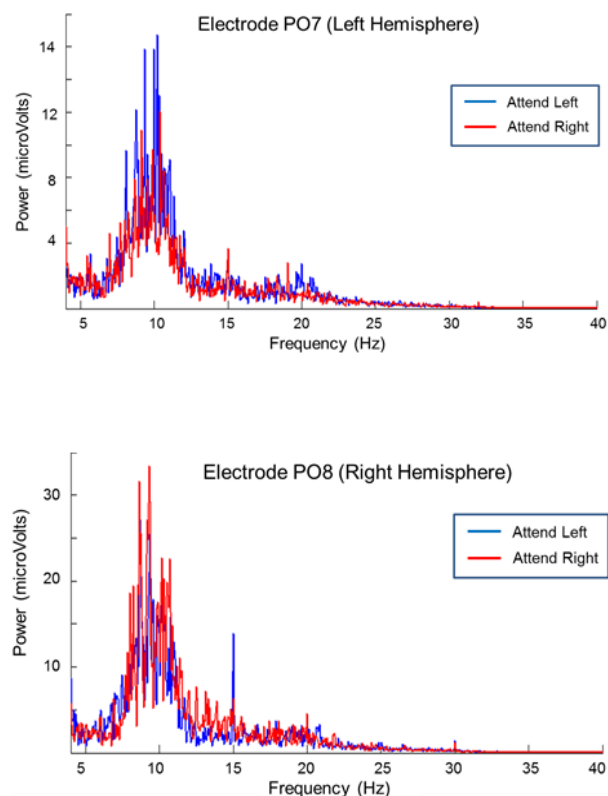 Electrode PO7 (Left Hemisphere)
14
12
8
4
Power (microVolts)
Attend Left
Attend Right
5 10 15 20 25 30 35 40
Frequency (Hz)
Electrode PO8 (Right Hemisphere)
30
20
10
Power (microVolts)
Attend Left
Attend Right
5 10 15 20 25 30 35 40
Frequency (Hz)